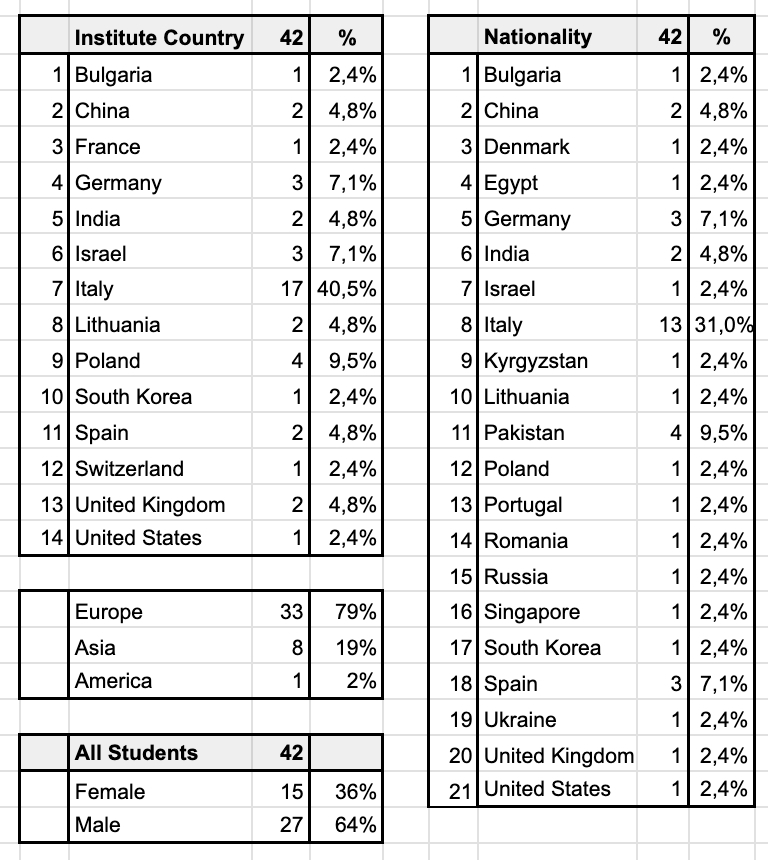 Institute Country 42 %
1 Bulgaria 1 2,4%
2 China 2 4,8%
3 France 1 2,4%
4 Germany 3 7,1%
5 India 2 4,8%
6 Israel 3 7,1%
7 Italy 17 40,5%
8 Lithuania 2 4,8%
9 Poland 4 9,5%
10 South Korea 1 2,4%
11 Spain 2 4,8%
12 Switzerland 1 2,4%
13 United Kingdom 2 4,8%
14 United States 1 2,4%
Europe 33 79%
Asia 8 19%
America 1 2%
All Students 42
Female 15 36%
Male 27 64%
Nationality 42 %
1 Bulgaria 1 2,4%
2 China 2 4,8%
3 Denmark 1 2,4%
4 Egypt 1 2,4%
5 Germany 3 7,1%
6 India 2 4,8%
7 Israel 1 2,4%
8 Italy 13 31,0%
9 Kyrgyzstan 1 2,4%
10 Lithuania 1 2,4%
11 Pakistan 4 9,5%
12 Poland 1 2,4%
13 Portugal 1 2,4%
14 Romania 1 2,4%
15 Russia 1 2,4%
16 Singapore 1 2,4%
17 South Korea 1 2,4%
18 Spain 3 7,1%
19 Ukraine 1 2,4%
20 United Kingdom 1 2,4%
21 United States 1 2,4%